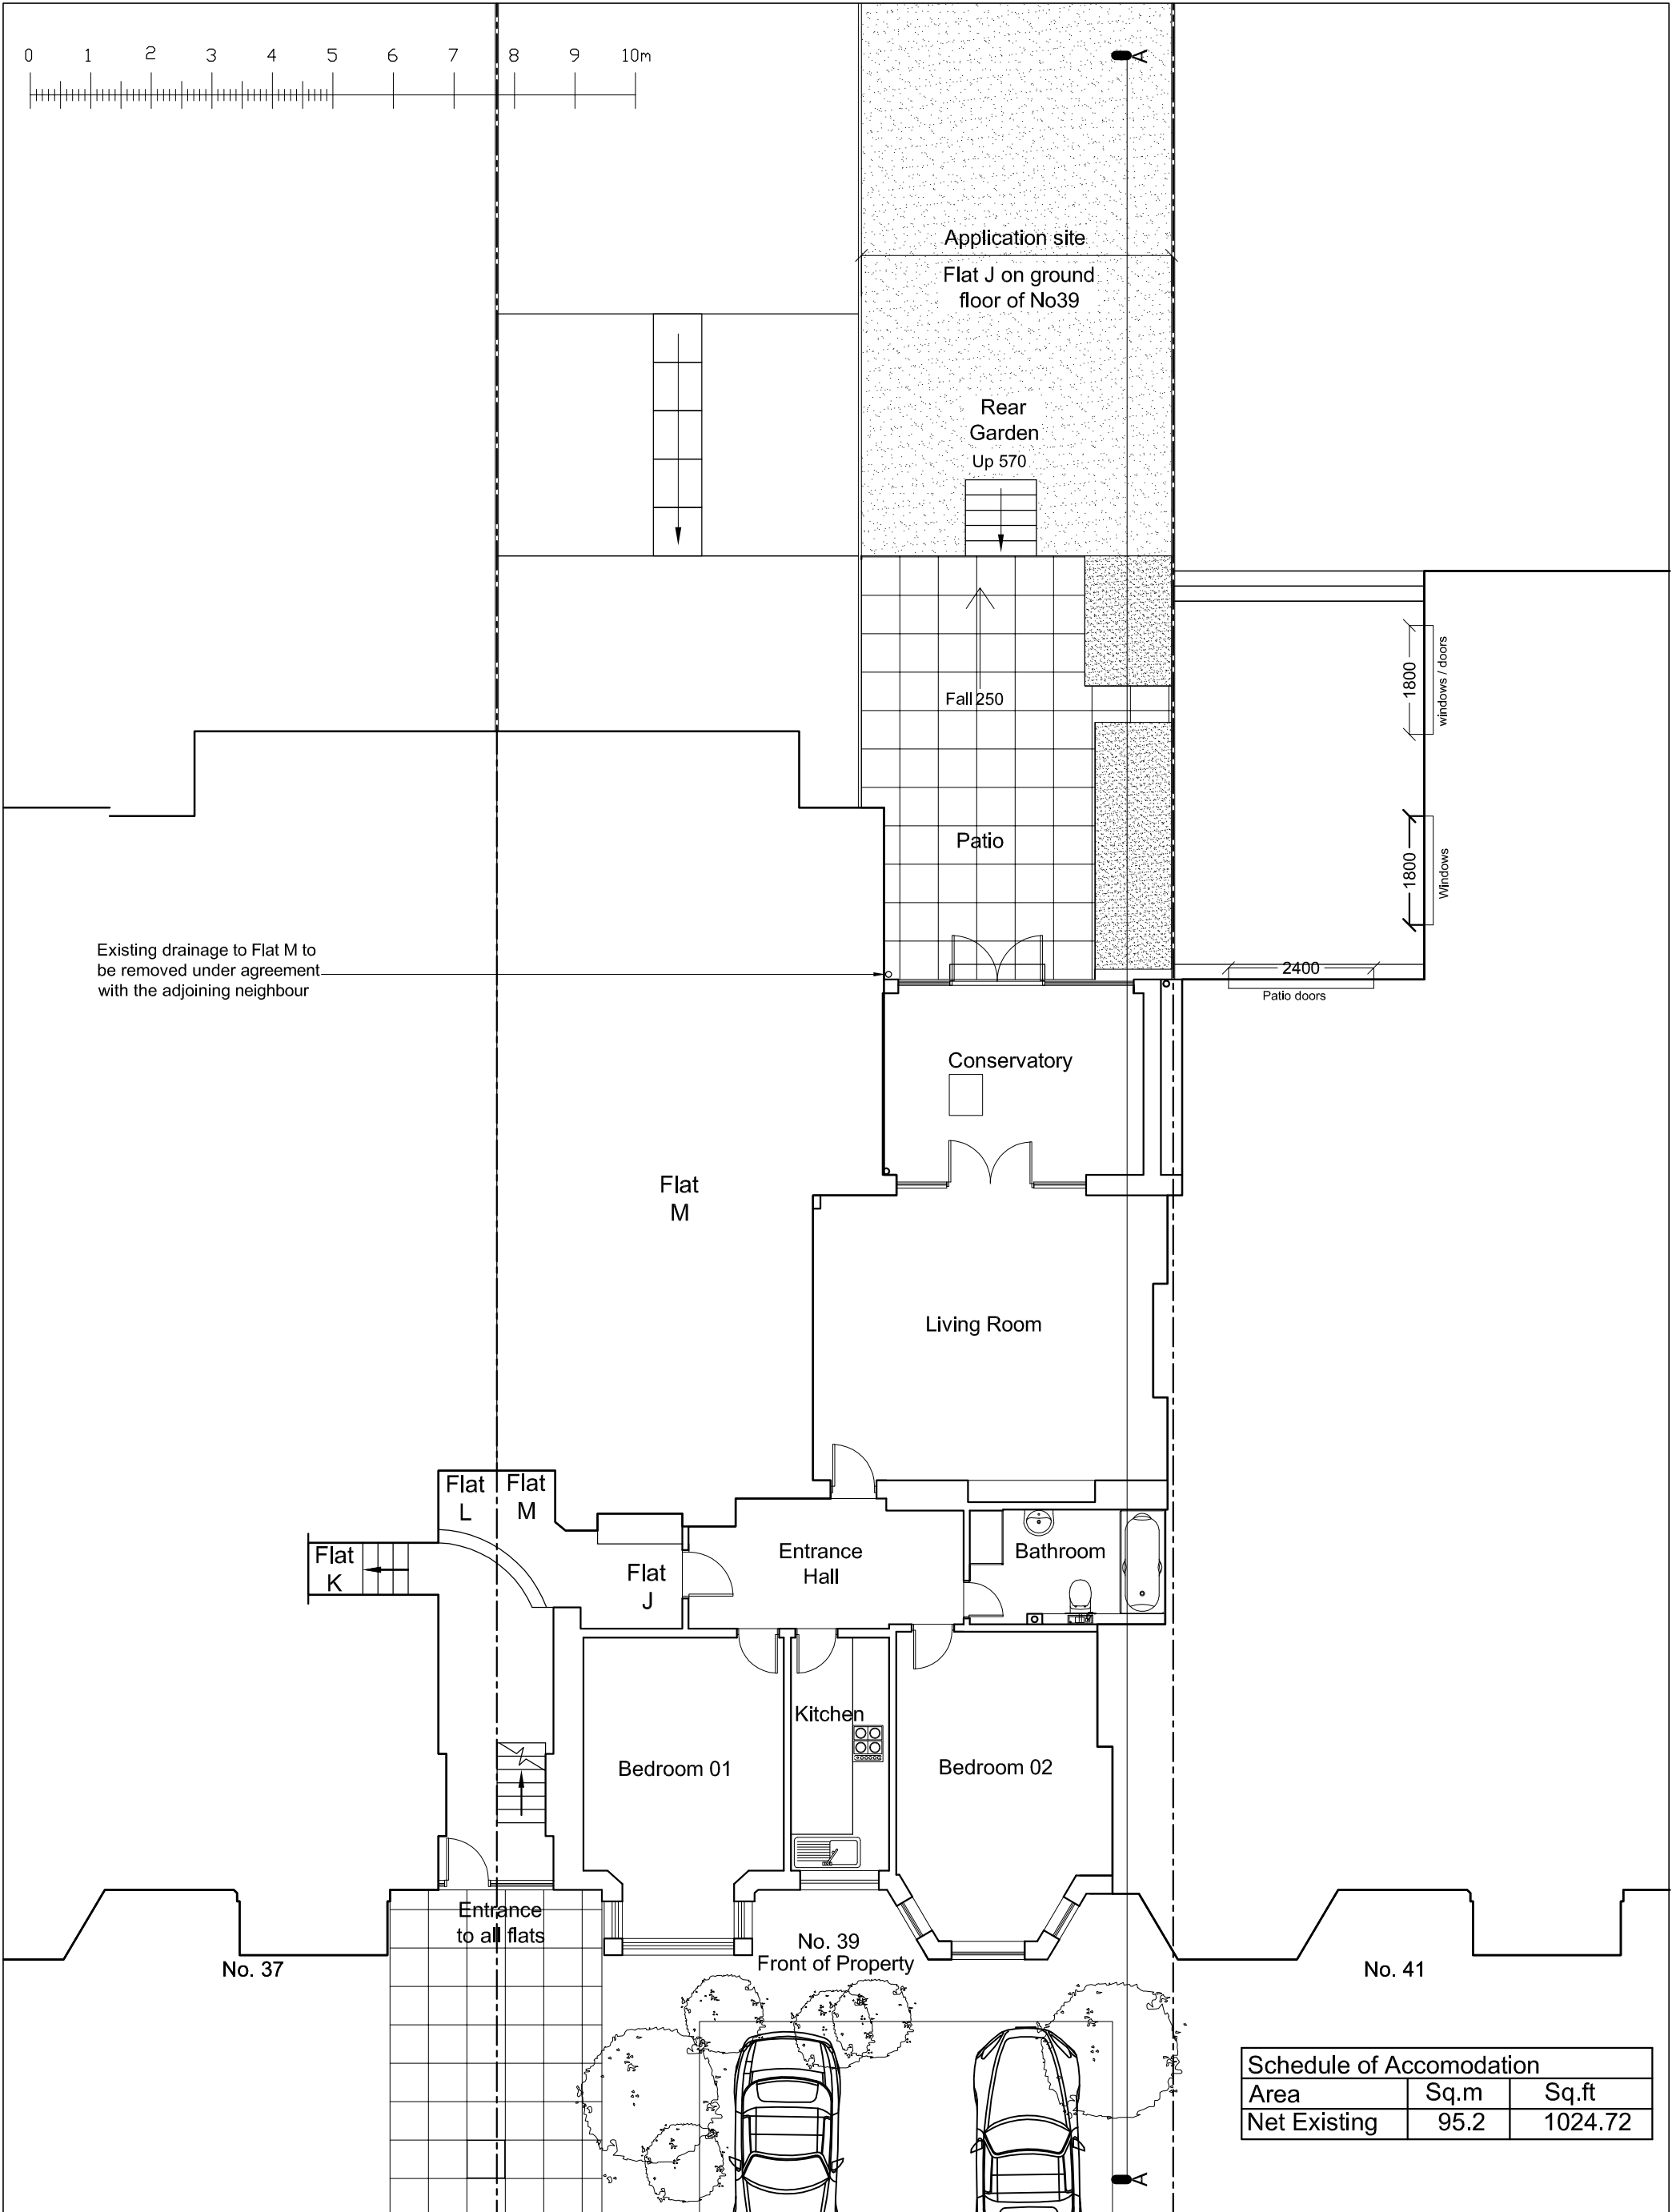 0 1 2 3 4 5 6 7 8 9 10m
A
Application site
Flat J on ground
floor of No39
Rear
Garden
Up 570
1800
windows / doors
Fall 250
Patio
1800
Windows
Existing drainage to Flat M to
be removed under agreement
with the adjoining neighbour
2400
Patio doors
Conservatory
Flat
M
Living Room
Flat
L
Flat
M
Flat
K
Flat
J
Entrance
Hall
Bathroom
Kitchen
Bedroom 01
Bedroom 02
Entrance
to all flats
No. 39
Front of Property
No. 37
No. 41
Schedule of Accomodation
Area Sq.m Sq.ft
Net Existing 95.2 1024.72
A